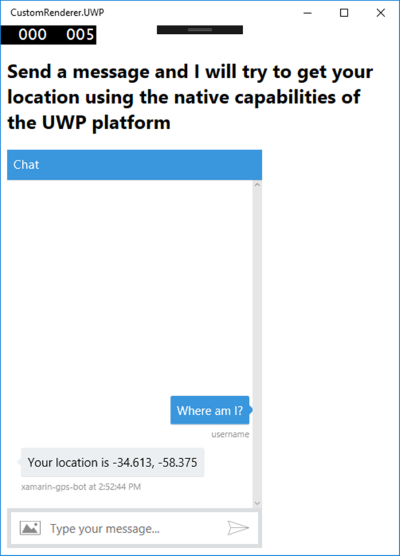 CustomRenderer.UWP
000 005
Send a message and I will try to get your
location using the native capabilities of
the UWP platform
Chat
Where am I?
username
Your location is -34.613, -58.375
xamarin-gps-bot at 2:52:44 PM
Type your message...